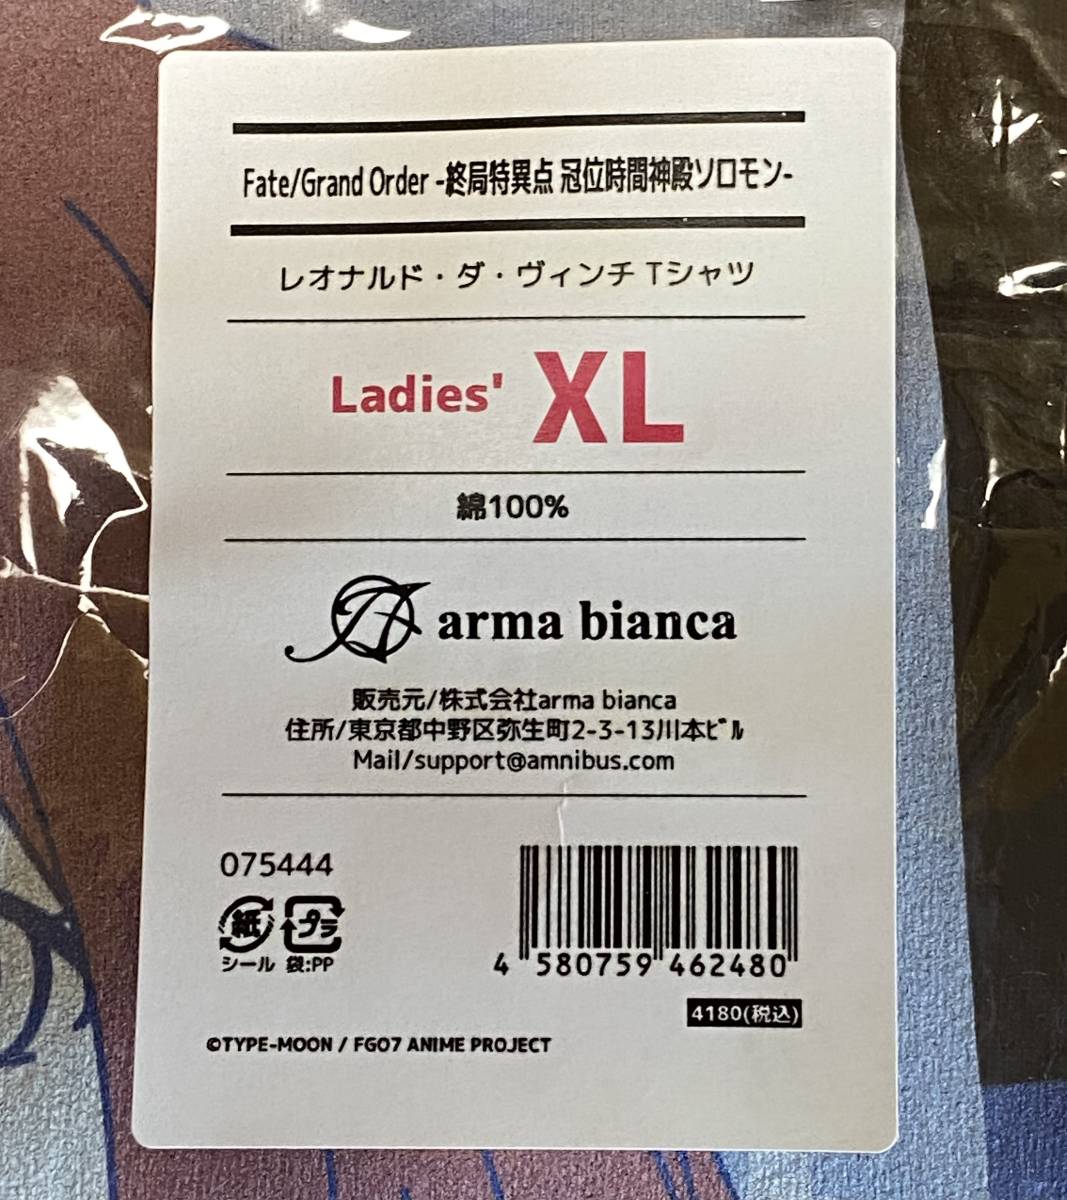 Fate/Grand Order -終局特異点 冠位時間神殿ソロモン-
レオナルド・ダ・ヴィンチ Tシャツ
Ladies' XL
綿100%
arma bianca
販売元/株式会社arma bianca
住所/東京都中野区弥生町2-3-13川本ﾋﾞﾙ
Mail/support@amnibus.com
075444
紙 プラ
シール 袋:PP
4 580759 462480
4180(税込)
©TYPE-MOON / FGO7 ANIME PROJECT